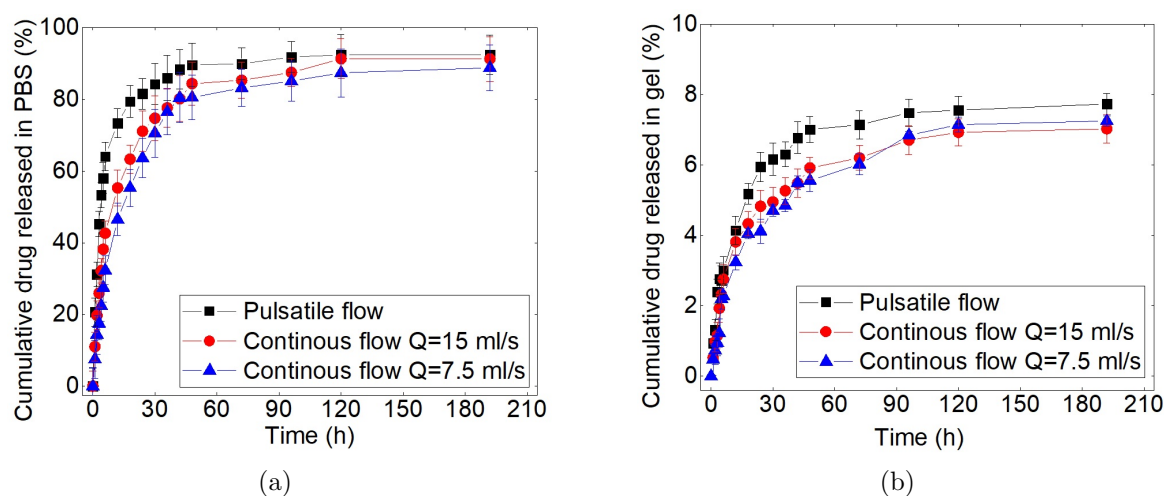 Cumulative drug released in PBS (%)
100
80
60
40
20
0
0 30 60 90 120 150 180 210
Time (h)
Pulsatile flow
Continous flow Q=15 ml/s
Continous flow Q=7.5 ml/s
(a)
Cumulative drug released in gel (%)
10
8
6
4
2
0
0 30 60 90 120 150 180 210
Time (h)
Pulsatile flow
Continous flow Q=15 ml/s
Continous flow Q=7.5 ml/s
(b)